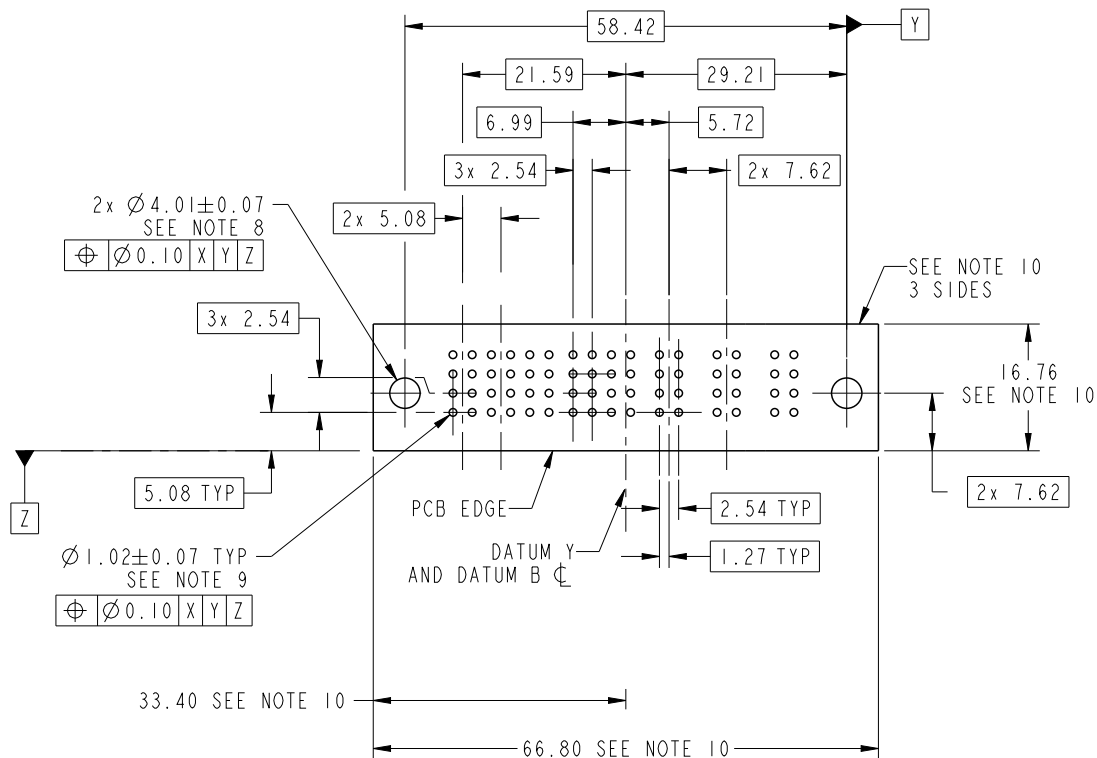 58.42
Y
21.59
29.21
6.99
5.72
3x 2.54
2x 7.62
2x Ø4.01±0.07
SEE NOTE 8
⌖ Ø0.10 X Y Z
2x 5.08
SEE NOTE 10
3 SIDES
3x 2.54
16.76
SEE NOTE 10
5.08 TYP
Z
PCB EDGE
2.54 TYP
2x 7.62
Ø1.02±0.07 TYP
SEE NOTE 9
⌖ Ø0.10 X Y Z
DATUM Y
AND DATUM B ℄
1.27 TYP
33.40 SEE NOTE 10
66.80 SEE NOTE 10